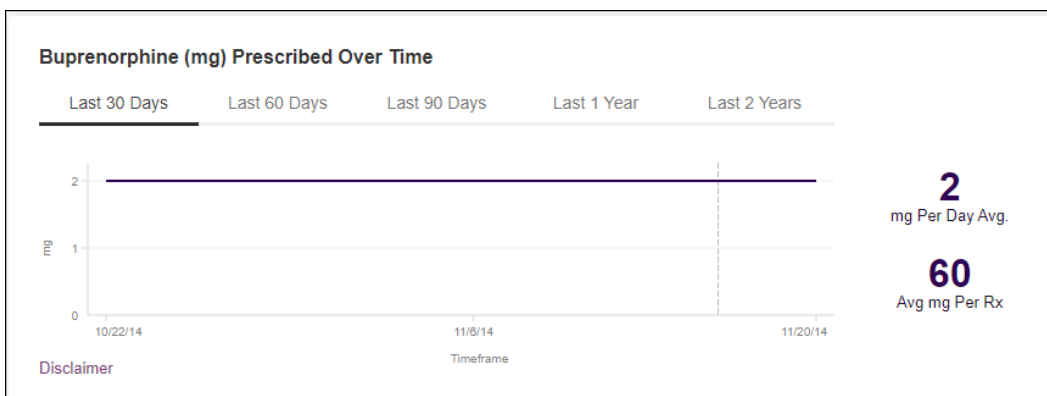 Buprenorphine (mg) Prescribed Over Time
Last 30 Days Last 60 Days Last 90 Days Last 1 Year Last 2 Years
2
1
0
mg
10/22/14 11/6/14 11/20/14
Timeframe
2
mg Per Day Avg.
60
Avg mg Per Rx
Disclaimer